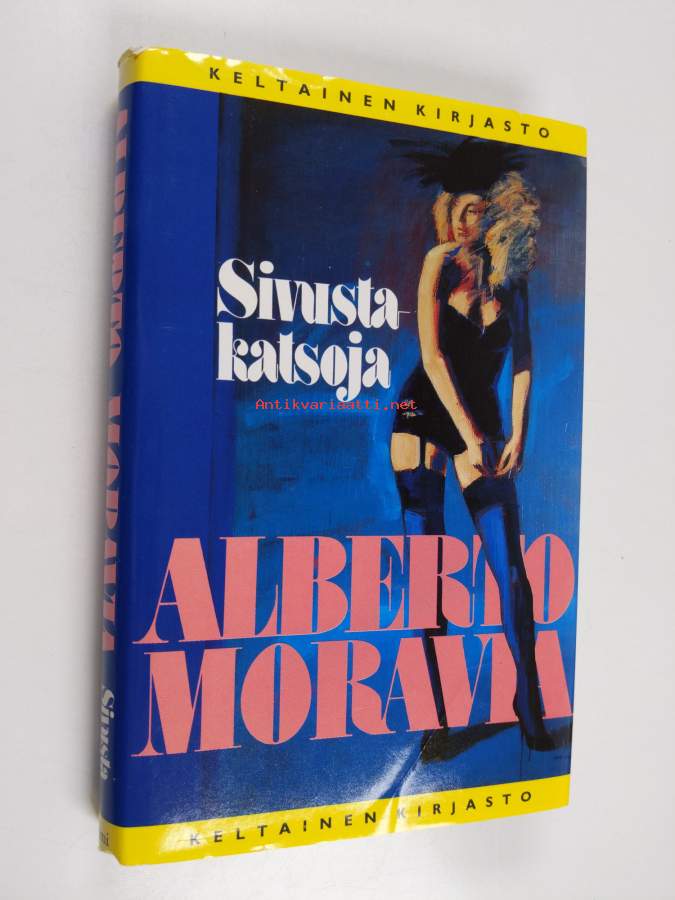 KELTAINEN KIRJASTO
Sivusta-
katsoja
Antikvariaatti.net
ALBERTO
MORAVIA
KELTAINEN KIRJASTO
ALBERTO MORAVIA
Sivusta